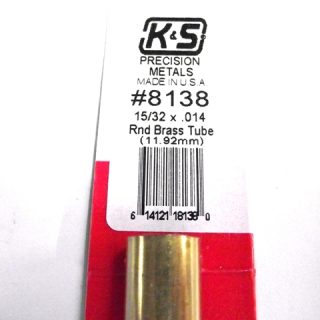 K&S
PRECISION
METALS
MADE IN U.S.A
#8138
15/32 x .014
Rnd Brass Tube
(11.92mm)
6 14121 18138 0